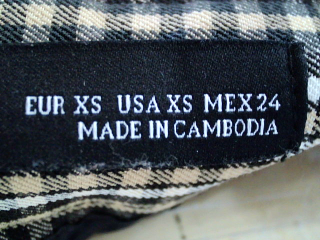 EUR XS USA XS MEX 24
MADE IN CAMBODIA